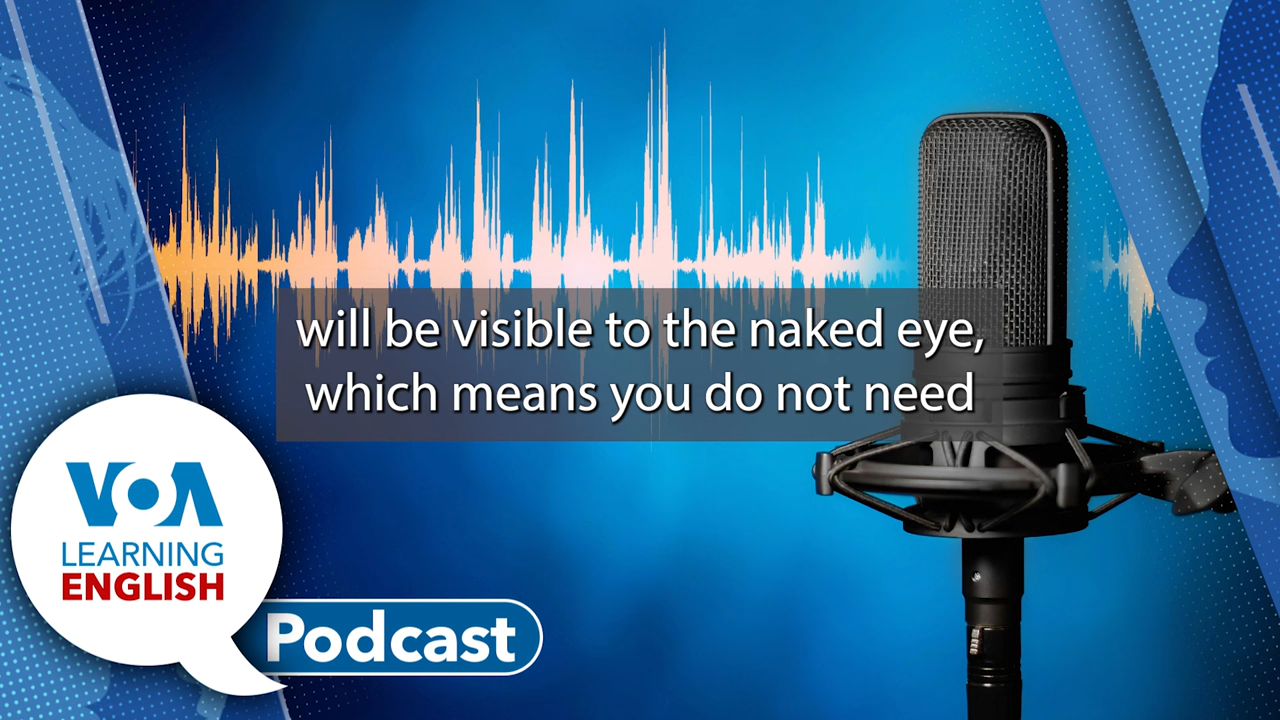 will be visible to the naked eye,
which means you do not need
VOA
LEARNING
ENGLISH
Podcast